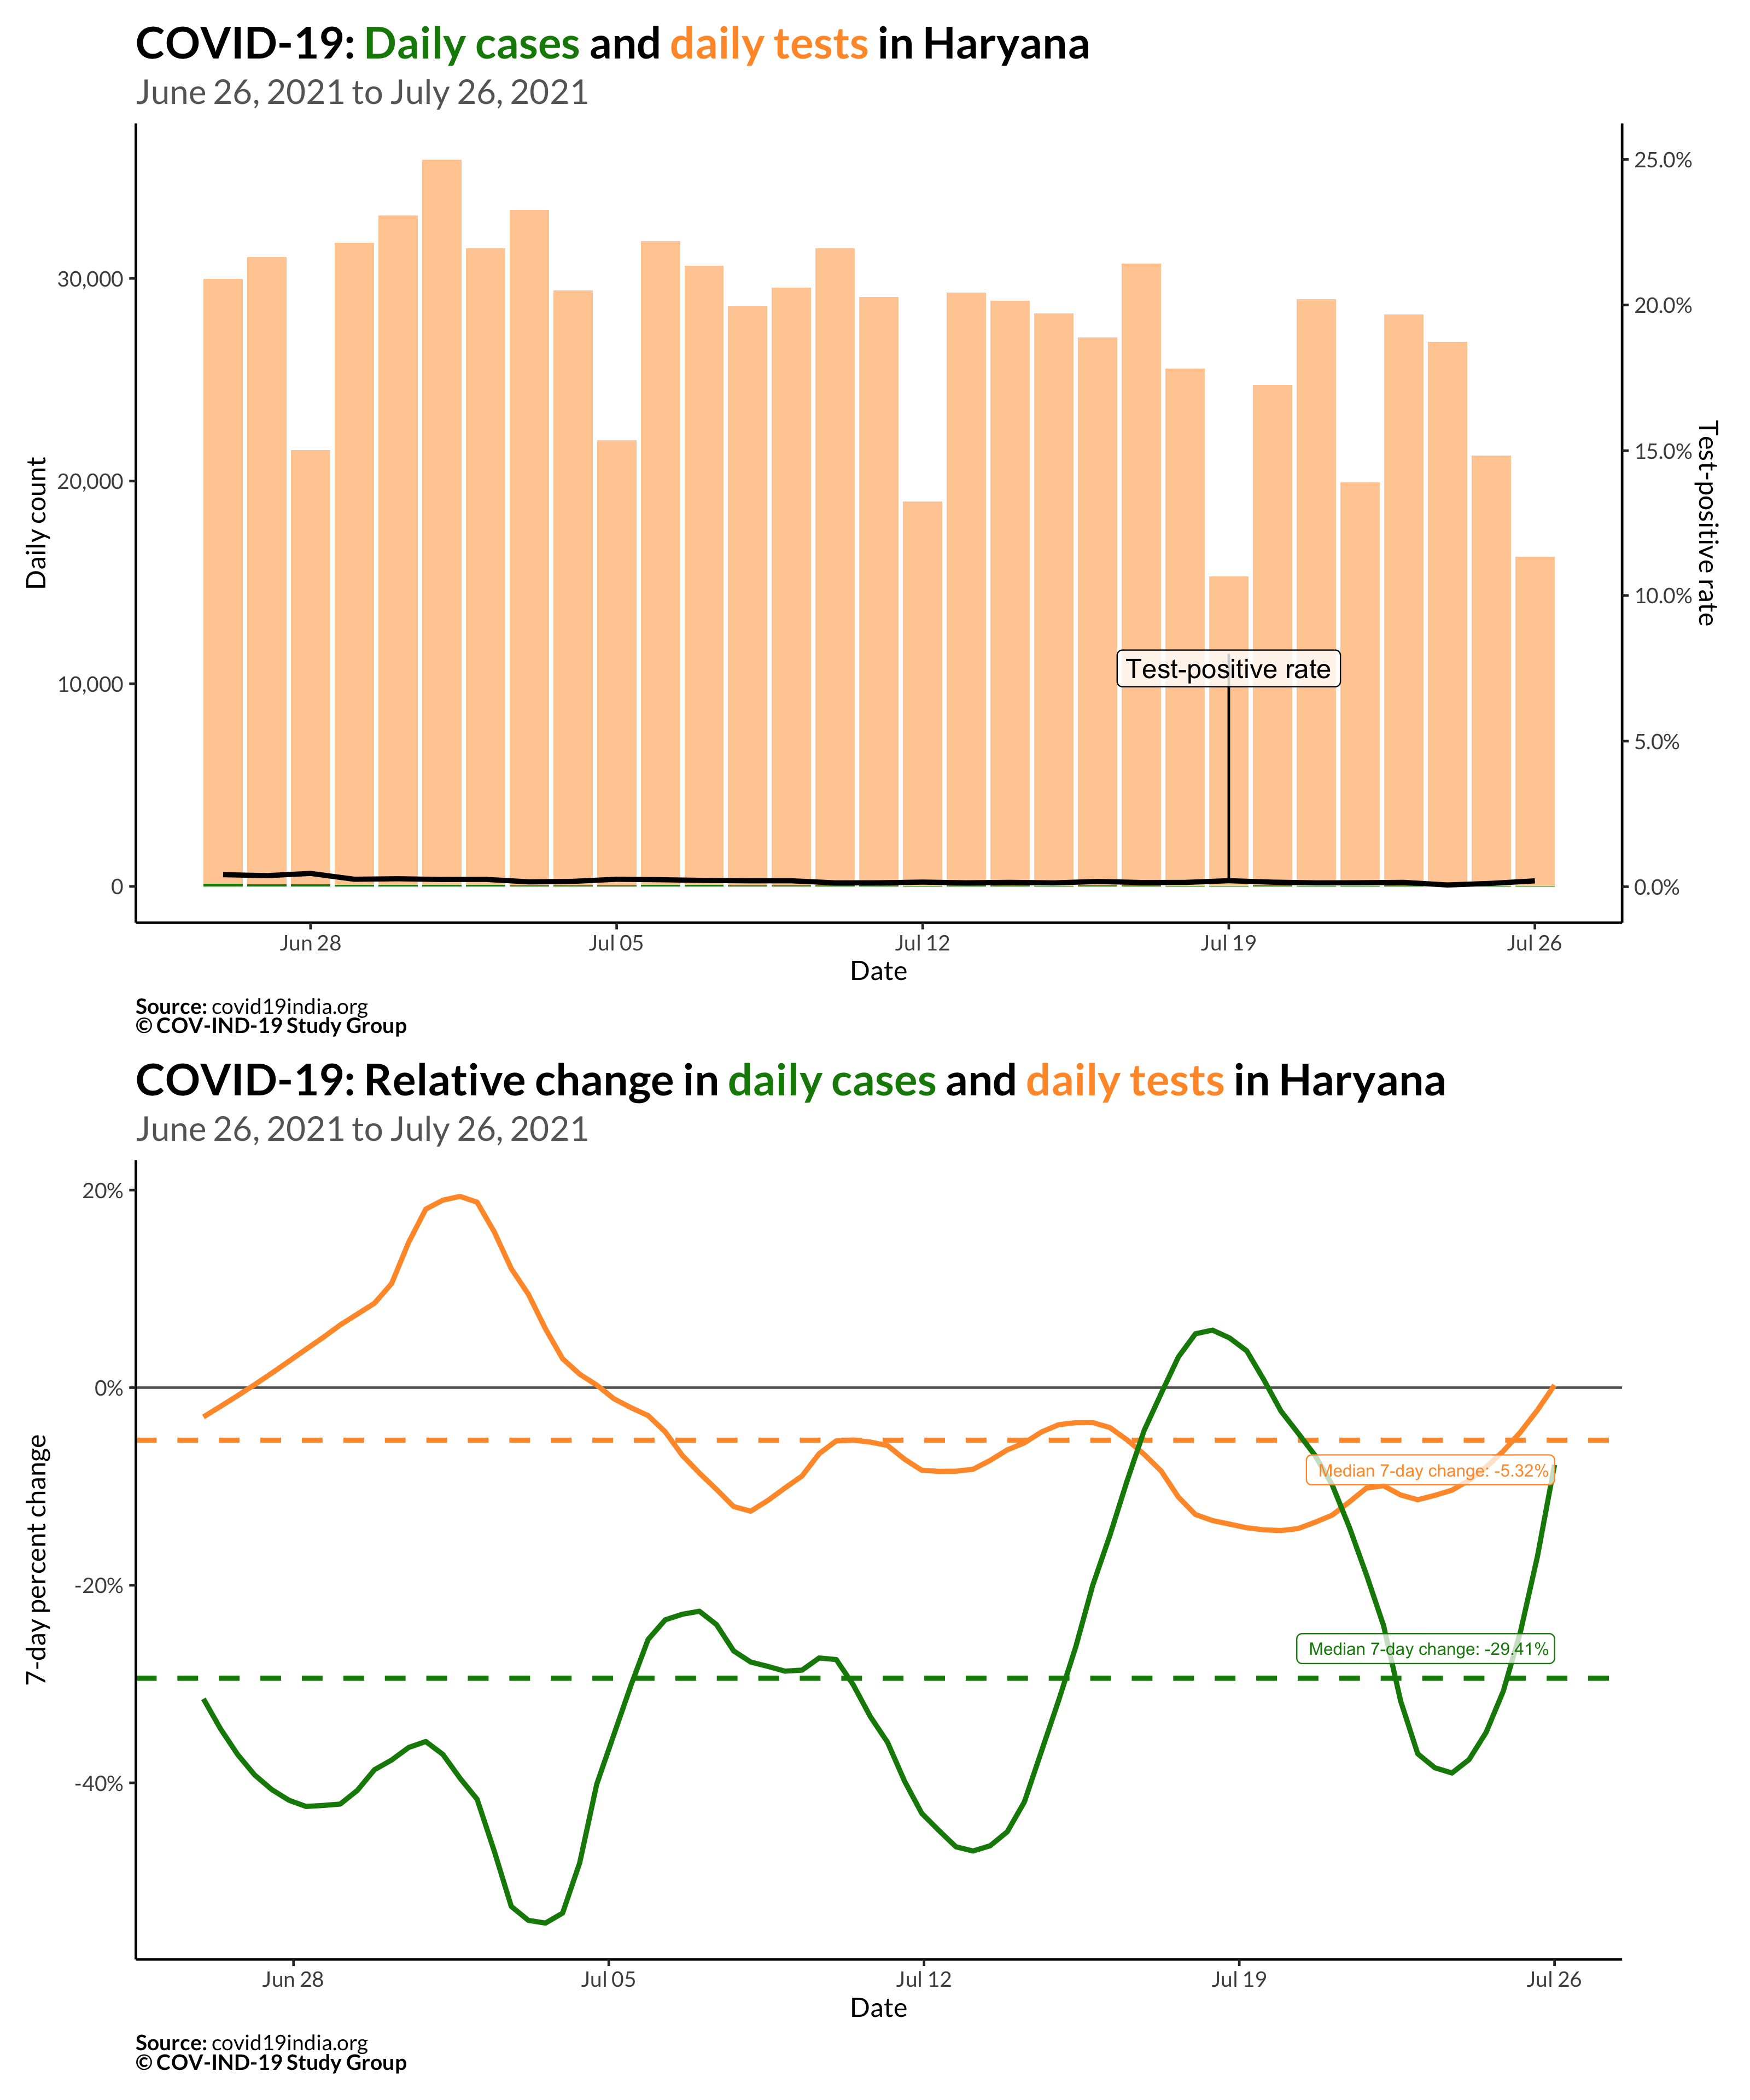 COVID-19: Daily cases and daily tests in Haryana
June 26, 2021 to July 26, 2021
Daily count
30,000
20,000
10,000
0
25.0%
20.0%
15.0%
10.0%
5.0%
0.0%
Test-positive rate
Test-positive rate
Jun 28
Jul 05
Jul 12
Jul 19
Jul 26
Date
Source: covid19india.org
© COV-IND-19 Study Group
COVID-19: Relative change in daily cases and daily tests in Haryana
June 26, 2021 to July 26, 2021
7-day percent change
20%
0%
-20%
-40%
Median 7-day change: -5.32%
Median 7-day change: -29.41%
Jun 28
Jul 05
Jul 12
Jul 19
Jul 26
Date
Source: covid19india.org
© COV-IND-19 Study Group